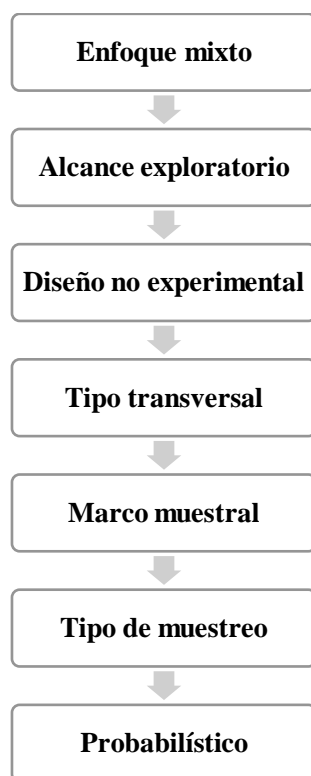 Enfoque mixto
Alcance exploratorio
Diseño no experimental
Tipo transversal
Marco muestral
Tipo de muestreo
Probabilístico